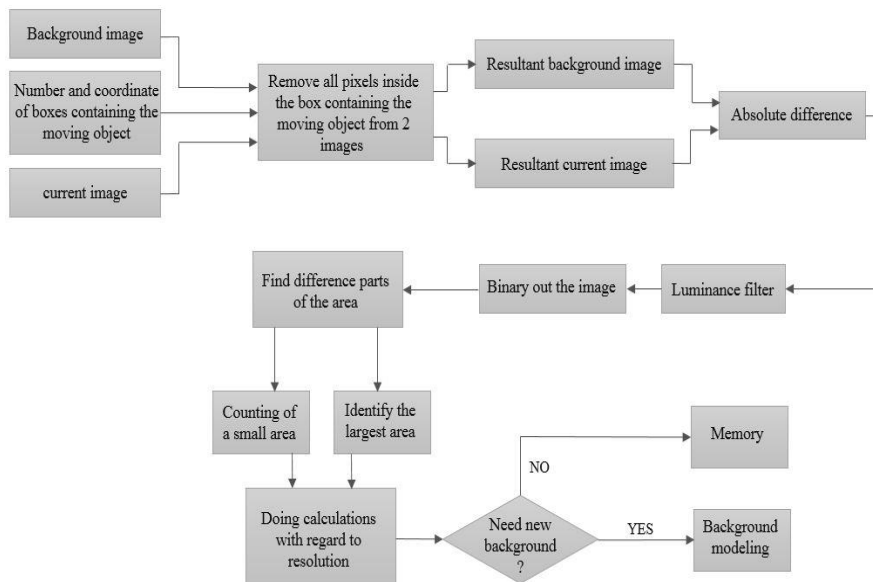 Background image
Number and coordinate
of boxes containing the
moving object
current image
Remove all pixels inside
the box containing the
moving object from 2
images
Resultant background image
Resultant current image
Absolute difference
Luminance filter
Binary out the image
Find difference parts
of the area
Counting of
a small area
Identify the
largest area
Doing calculations
with regard to
resolution
Need new
background
?
NO
Memory
YES
Background
modeling